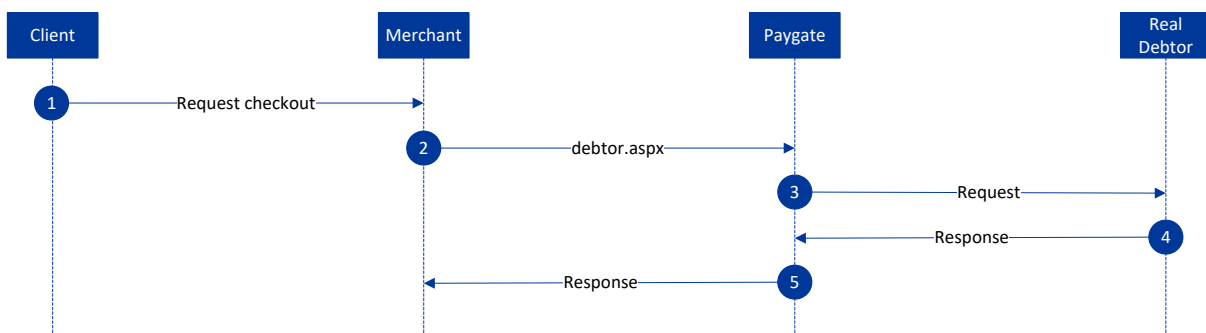 Client
Merchant
Paygate
Real
Debtor
1
Request checkout
2
debtor.aspx
3
Request
Response
4
Response
5